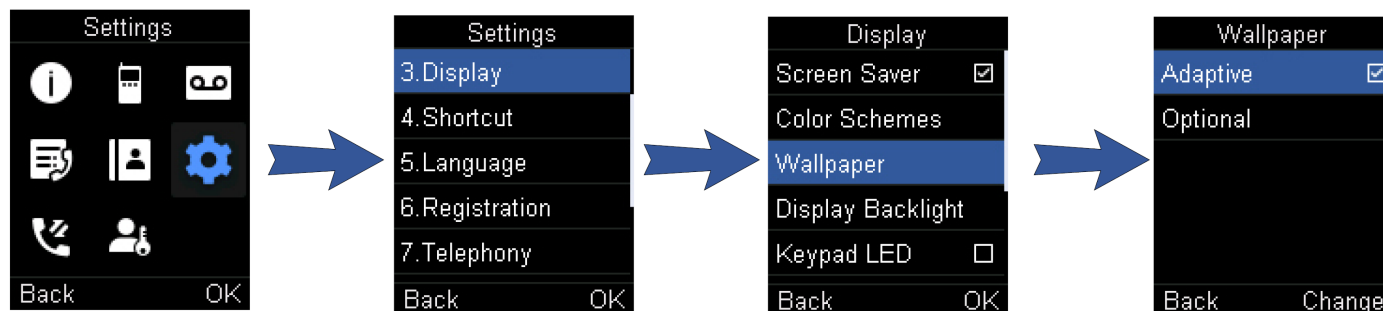 Settings
Back OK
Settings
3.Display
4.Shortcut
5.Language
6.Registration
7.Telephony
Back OK
Display
Screen Saver
Color Schemes
Wallpaper
Display Backlight
Keypad LED
Back OK
Wallpaper
Adaptive
Optional
Back Change